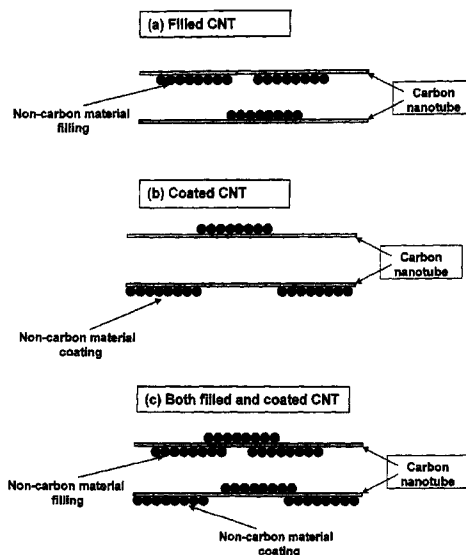 (a) Filled CNT
Non-carbon material
filling
Carbon
nanotube
(b) Coated CNT
Carbon
nanotube
Non-carbon material
coating
(c) Both filled and coated CNT
Non-carbon material
filling
Carbon
nanotube
Non-carbon material
coating